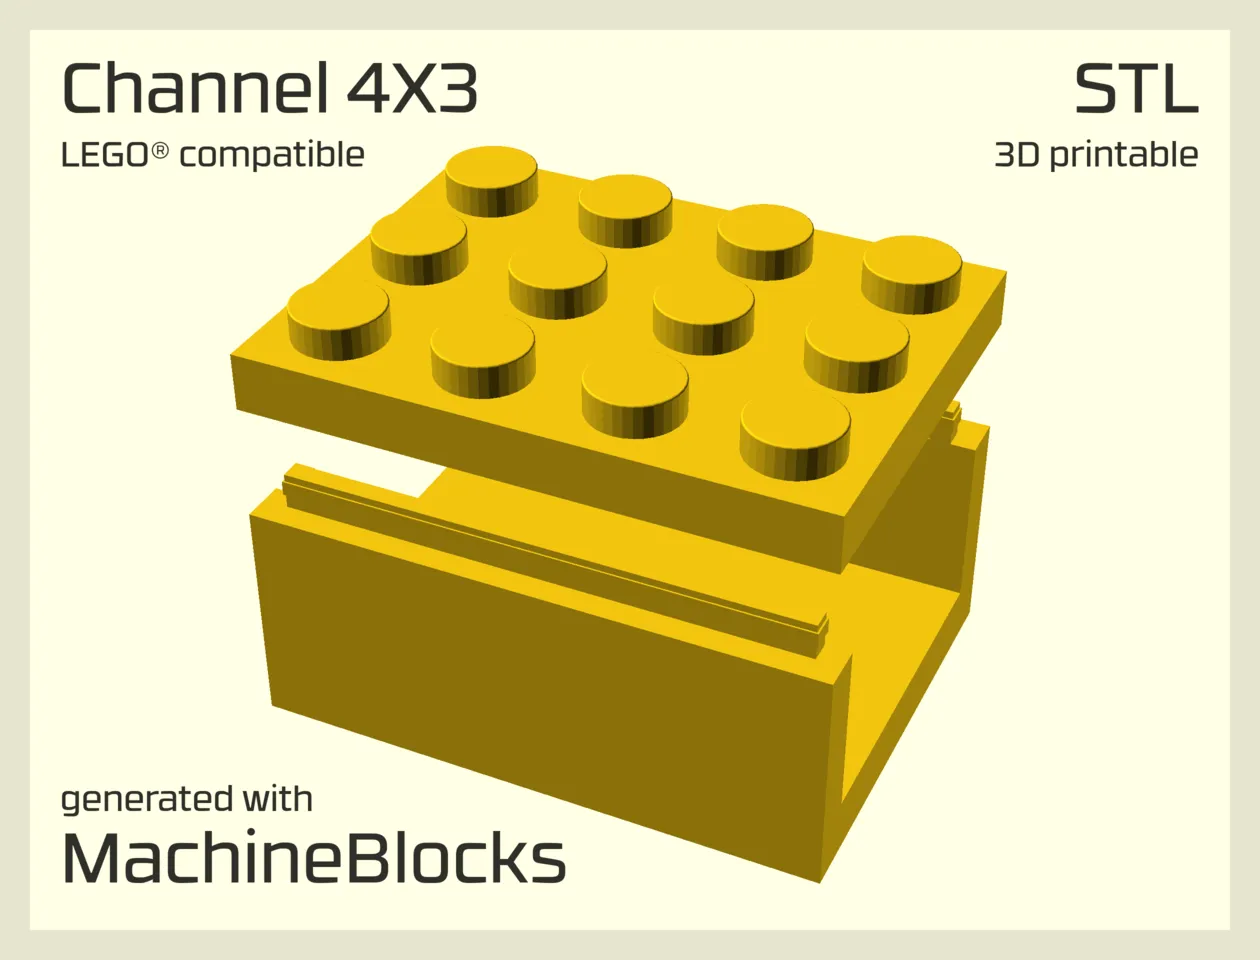 Channel 4X3
LEGO® compatible
STL
3D printable
generated with
MachineBlocks